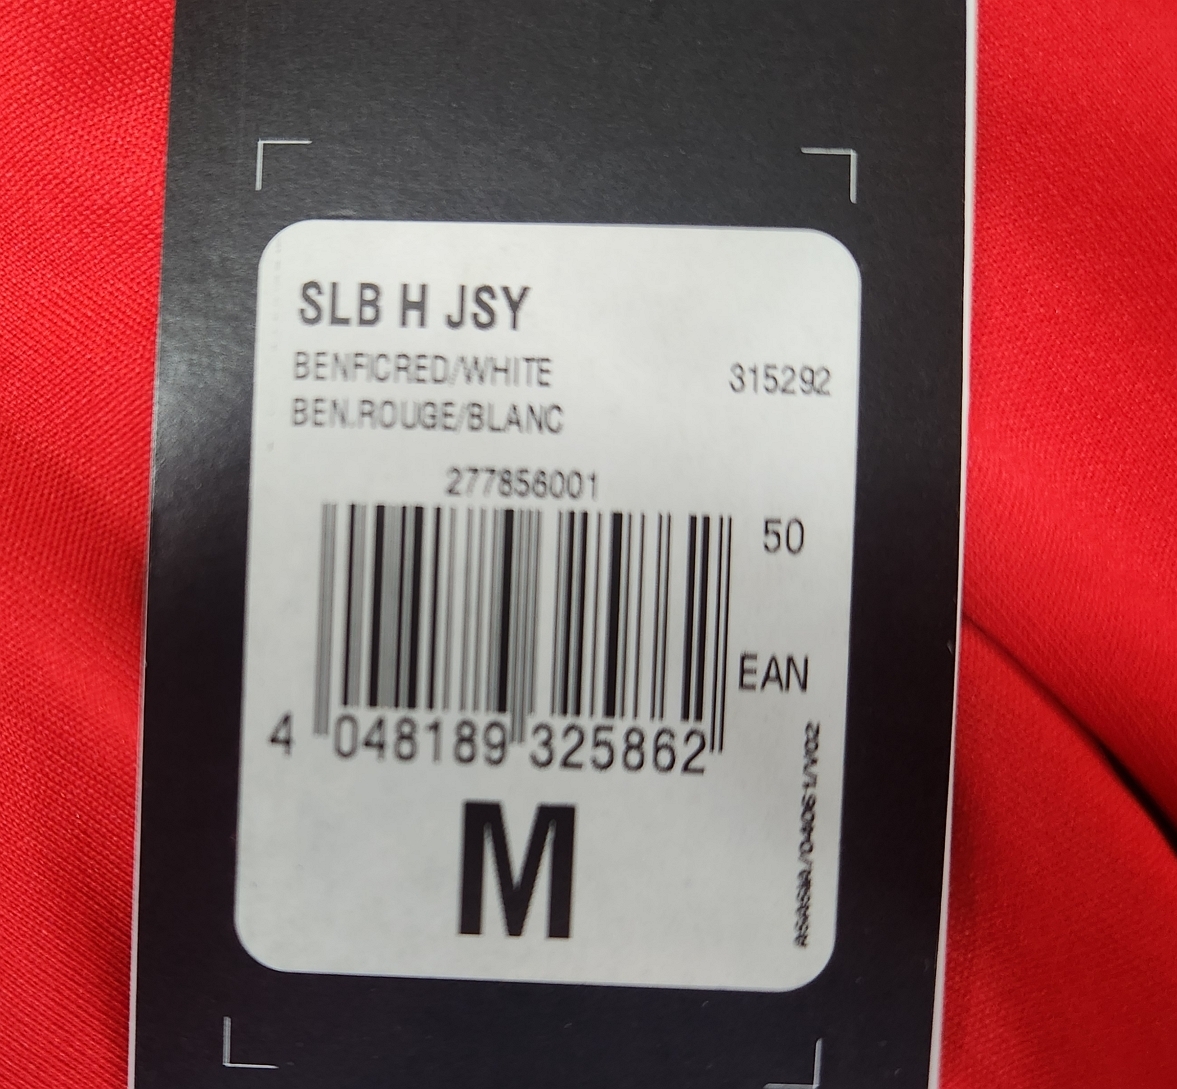 SLB H JSY
BENFICRED/WHITE 315292
BEN.ROUGE/BLANC
277856001
50
EAN
4 048189 325862
M